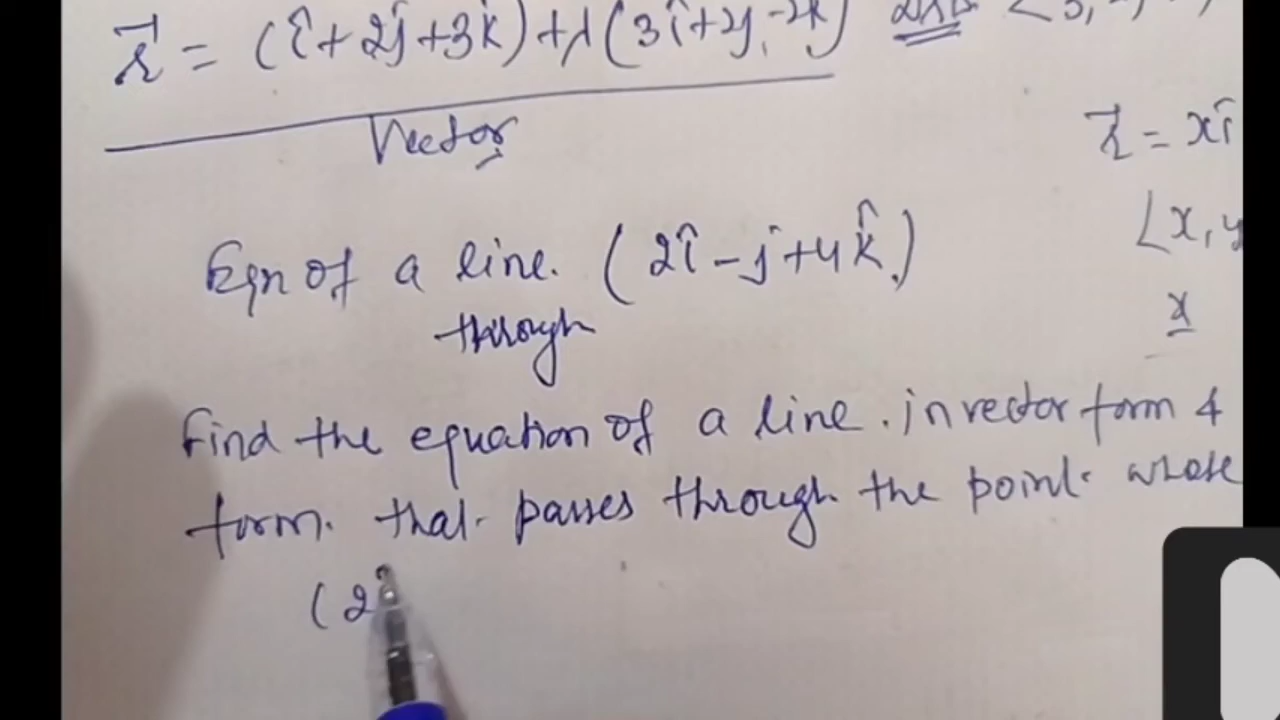 r⃗ = (î+2ĵ+3k̂)+λ(3î+2ĵ-2k̂)
Vector
r⃗ = xî
Eqn of a line. (2î-j+4k̂)
<x, y
through
x
Find the equation of a line. in vector form &
form. that. passes through the point. whose
(2